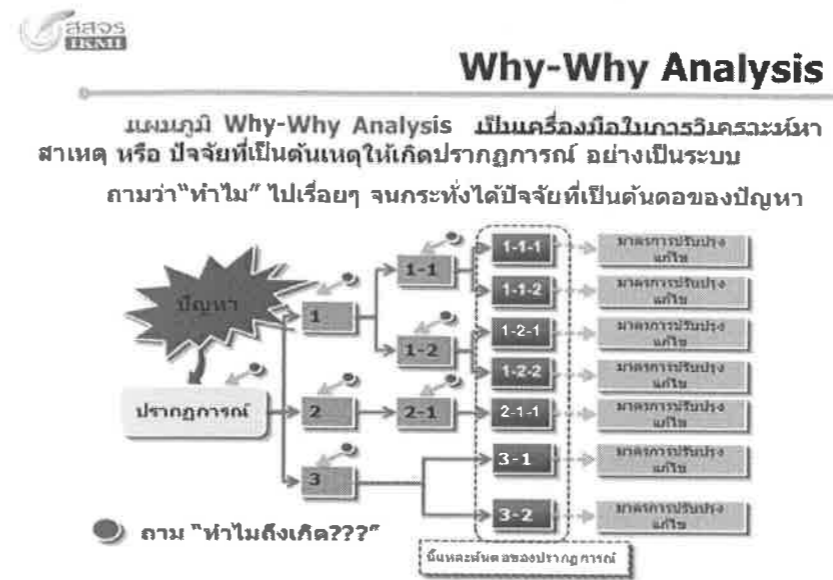 สสจร
TKMI
Why-Why Analysis
แผนภูมิ Why-Why Analysis เป็นเครื่องมือในการวิเคราะห์หา
สาเหตุ หรือ ปัจจัยที่เป็นต้นเหตุให้เกิดปรากฏการณ์ อย่างเป็นระบบ
ถามว่า“ทำไม” ไปเรื่อยๆ จนกระทั่งได้ปัจจัยที่เป็นต้นตอของปัญหา
ปัญหา
ปรากฏการณ์
1
2
3
1-1
1-2
2-1
1-1-1
1-1-2
1-2-1
1-2-2
2-1-1
3-1
3-2
มาตรการปรับปรุง
แก้ไข
มาตรการปรับปรุง
แก้ไข
มาตรการปรับปรุง
แก้ไข
มาตรการปรับปรุง
แก้ไข
มาตรการปรับปรุง
แก้ไข
มาตรการปรับปรุง
แก้ไข
มาตรการปรับปรุง
แก้ไข
ถาม “ทำไมถึงเกิด???”
นี่แหละต้นตอของปรากฏการณ์